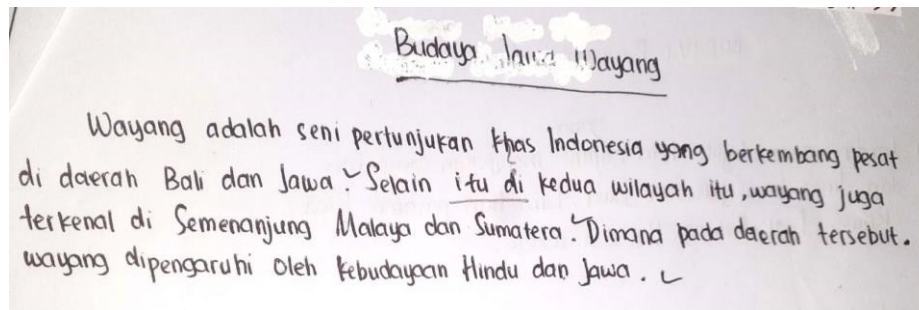 Budaya Jawa Wayang
Wayang adalah seni pertunjukan khas Indonesia yang berkembang pesat
di daerah Bali dan Jawa. Selain itu di kedua wilayah itu, wayang juga
terkenal di Semenanjung Malaya dan Sumatera. Dimana pada daerah tersebut.
wayang dipengaruhi oleh kebudayaan Hindu dan Jawa.